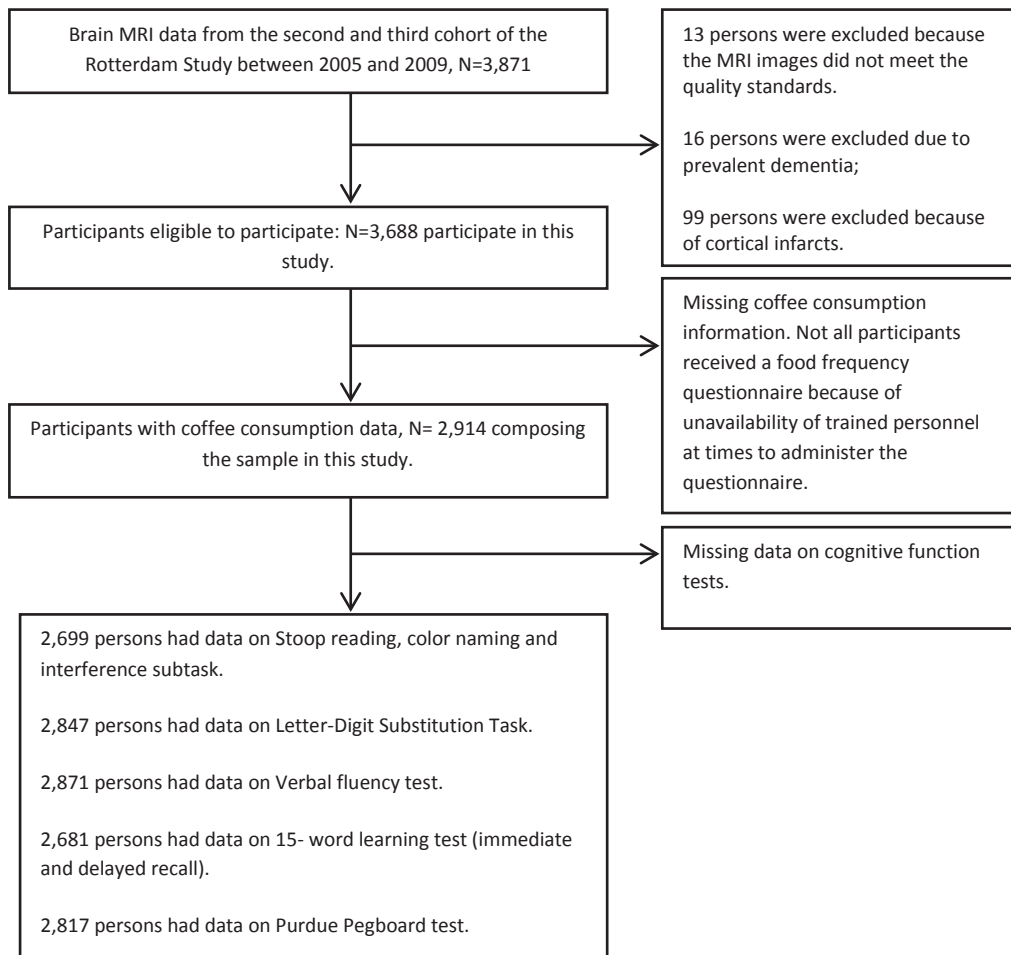 Brain MRI data from the second and third cohort of the
Rotterdam Study between 2005 and 2009, N=3,871
13 persons were excluded because
the MRI images did not meet the
quality standards.
16 persons were excluded due to
prevalent dementia;
99 persons were excluded because
of cortical infarcts.
Participants eligible to participate: N=3,688 participate in this
study.
Missing coffee consumption
information. Not all participants
received a food frequency
questionnaire because of
unavailability of trained personnel
at times to administer the
questionnaire.
Participants with coffee consumption data, N= 2,914 composing
the sample in this study.
Missing data on cognitive function
tests.
2,699 persons had data on Stoop reading, color naming and
interference subtask.
2,847 persons had data on Letter-Digit Substitution Task.
2,871 persons had data on Verbal fluency test.
2,681 persons had data on 15- word learning test (immediate
and delayed recall).
2,817 persons had data on Purdue Pegboard test.